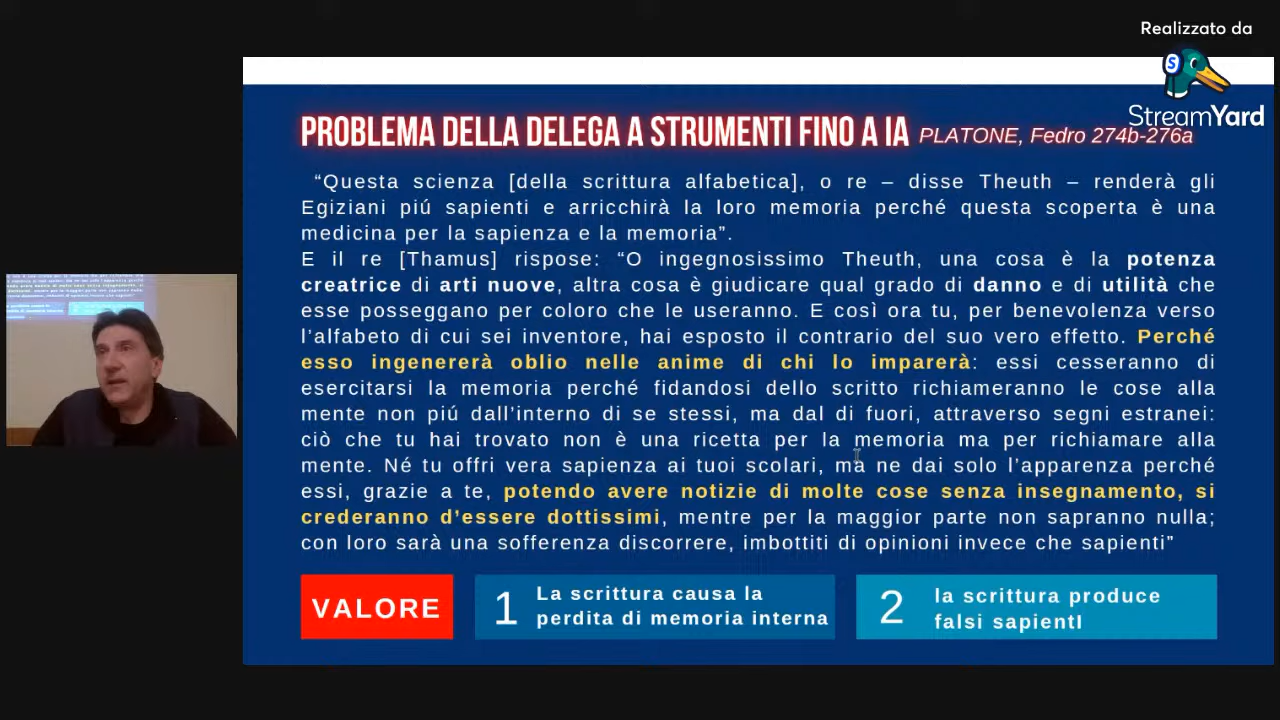 Realizzato da
StreamYard
PROBLEMA DELLA DELEGA A STRUMENTI FINO A IA PLATONE, Fedro 274b-276a
“Questa scienza [della scrittura alfabetica], o re – disse Theuth – renderà gli
Egiziani piú sapienti e arricchirà la loro memoria perché questa scoperta è una
medicina per la sapienza e la memoria”.
E il re [Thamus] rispose: “O ingegnosissimo Theuth, una cosa è la potenza
creatrice di arti nuove, altra cosa è giudicare qual grado di danno e di utilità che
esse posseggano per coloro che le useranno. E così ora tu, per benevolenza verso
l’alfabeto di cui sei inventore, hai esposto il contrario del suo vero effetto. Perché
esso ingenererà oblio nelle anime di chi lo imparerà: essi cesseranno di
esercitarsi la memoria perché fidandosi dello scritto richiameranno le cose alla
mente non piú dall’interno di se stessi, ma dal di fuori, attraverso segni estranei:
ciò che tu hai trovato non è una ricetta per la memoria ma per richiamare alla
mente. Né tu offri vera sapienza ai tuoi scolari, ma ne dai solo l’apparenza perché
essi, grazie a te, potendo avere notizie di molte cose senza insegnamento, si
crederanno d’essere dottissimi, mentre per la maggior parte non sapranno nulla;
con loro sarà una sofferenza discorrere, imbottiti di opinioni invece che sapienti”
VALORE
1 La scrittura causa la
perdita di memoria interna
2 la scrittura produce
falsi sapientI